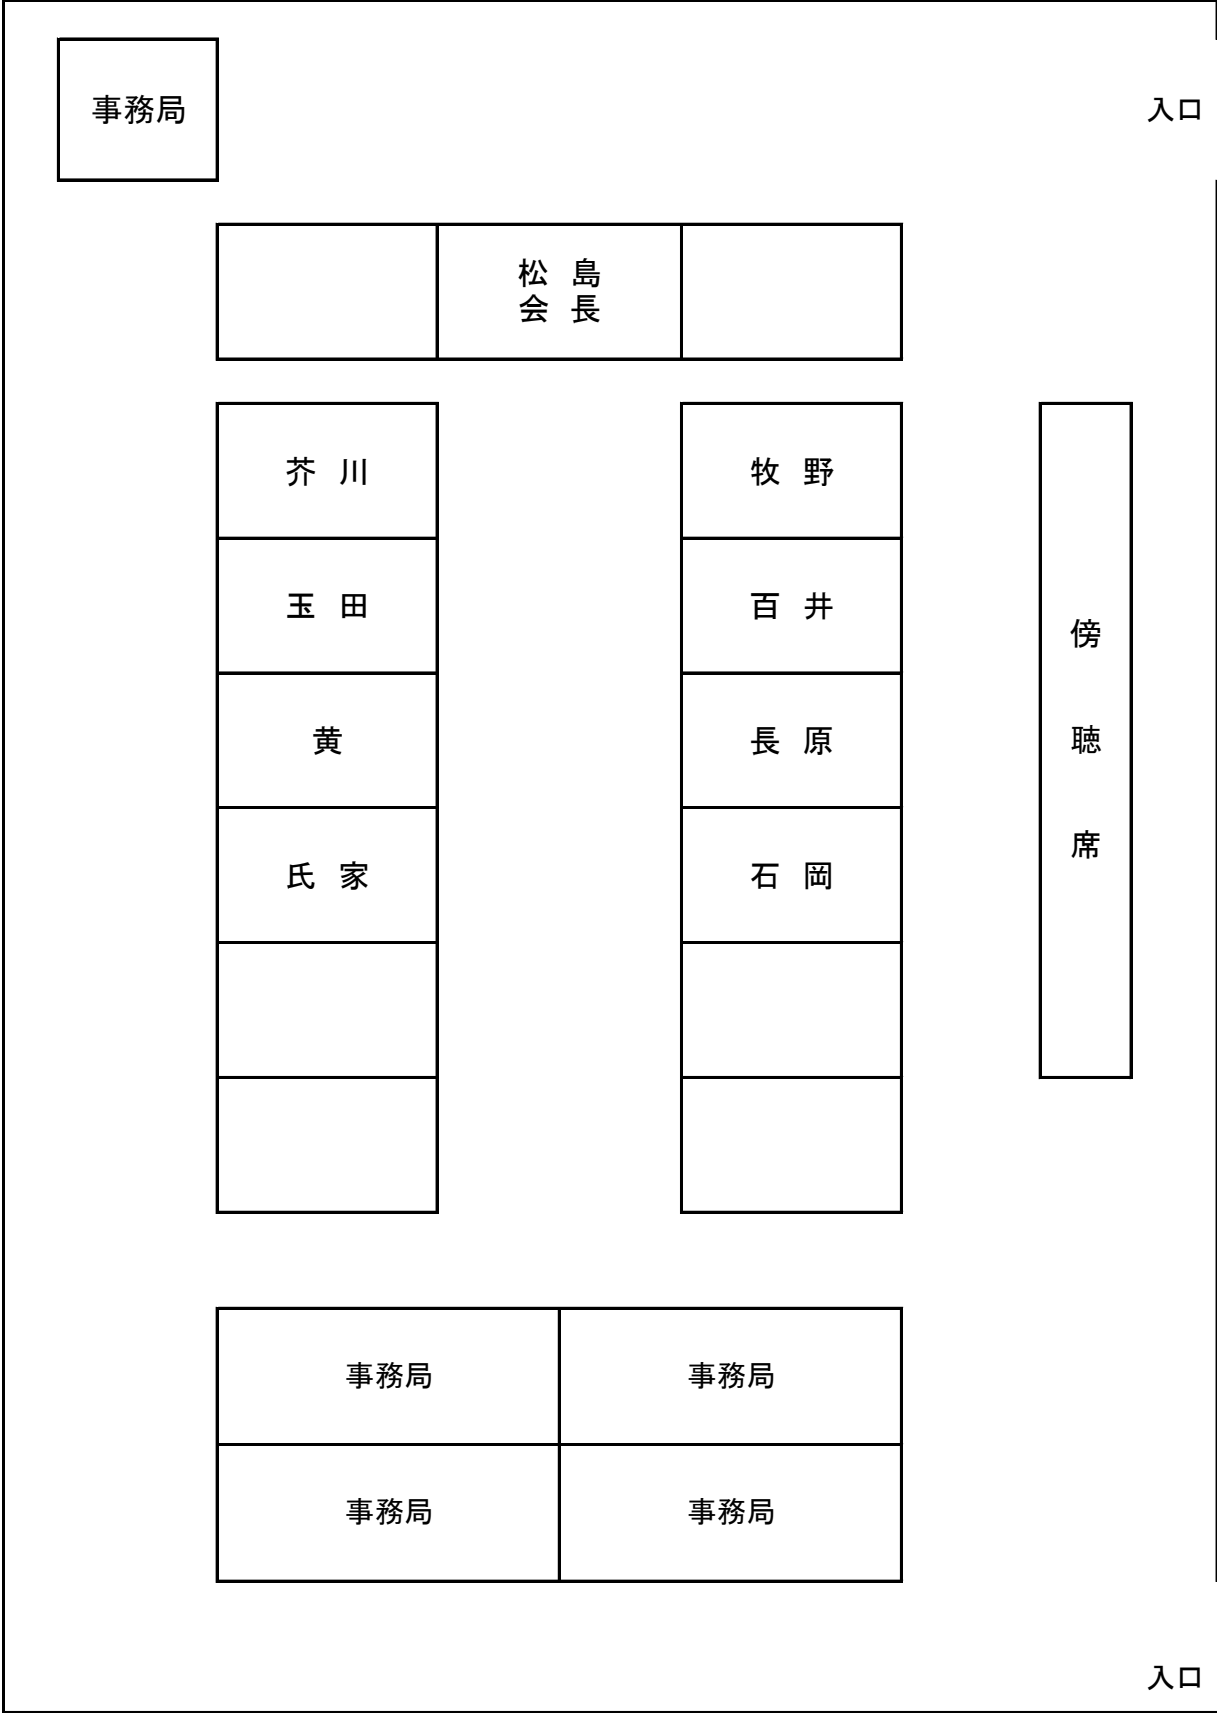 事務局
入口
松 島
会 長
芥 川
牧 野
玉 田
百 井
黄
長 原
氏 家
石 岡
傍
聴
席
事務局
事務局
事務局
事務局
入口